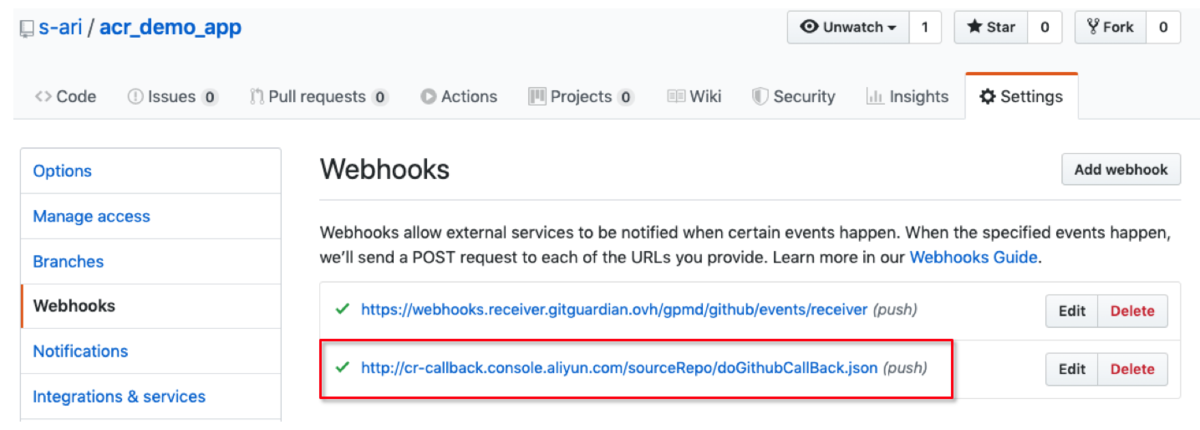 s-ari / acr_demo_app
Unwatch 1 Star 0 Fork 0
Code Issues 0 Pull requests 0 Actions Projects 0 Wiki Security Insights Settings
Options
Manage access
Branches
Webhooks
Notifications
Integrations & services
Webhooks
Add webhook
Webhooks allow external services to be notified when certain events happen. When the specified events happen,
we’ll send a POST request to each of the URLs you provide. Learn more in our Webhooks Guide.
https://webhooks.receiver.gitguardian.ovh/gpmd/github/events/receiver (push) Edit Delete
http://cr-callback.console.aliyun.com/sourceRepo/doGithubCallBack.json (push) Edit Delete